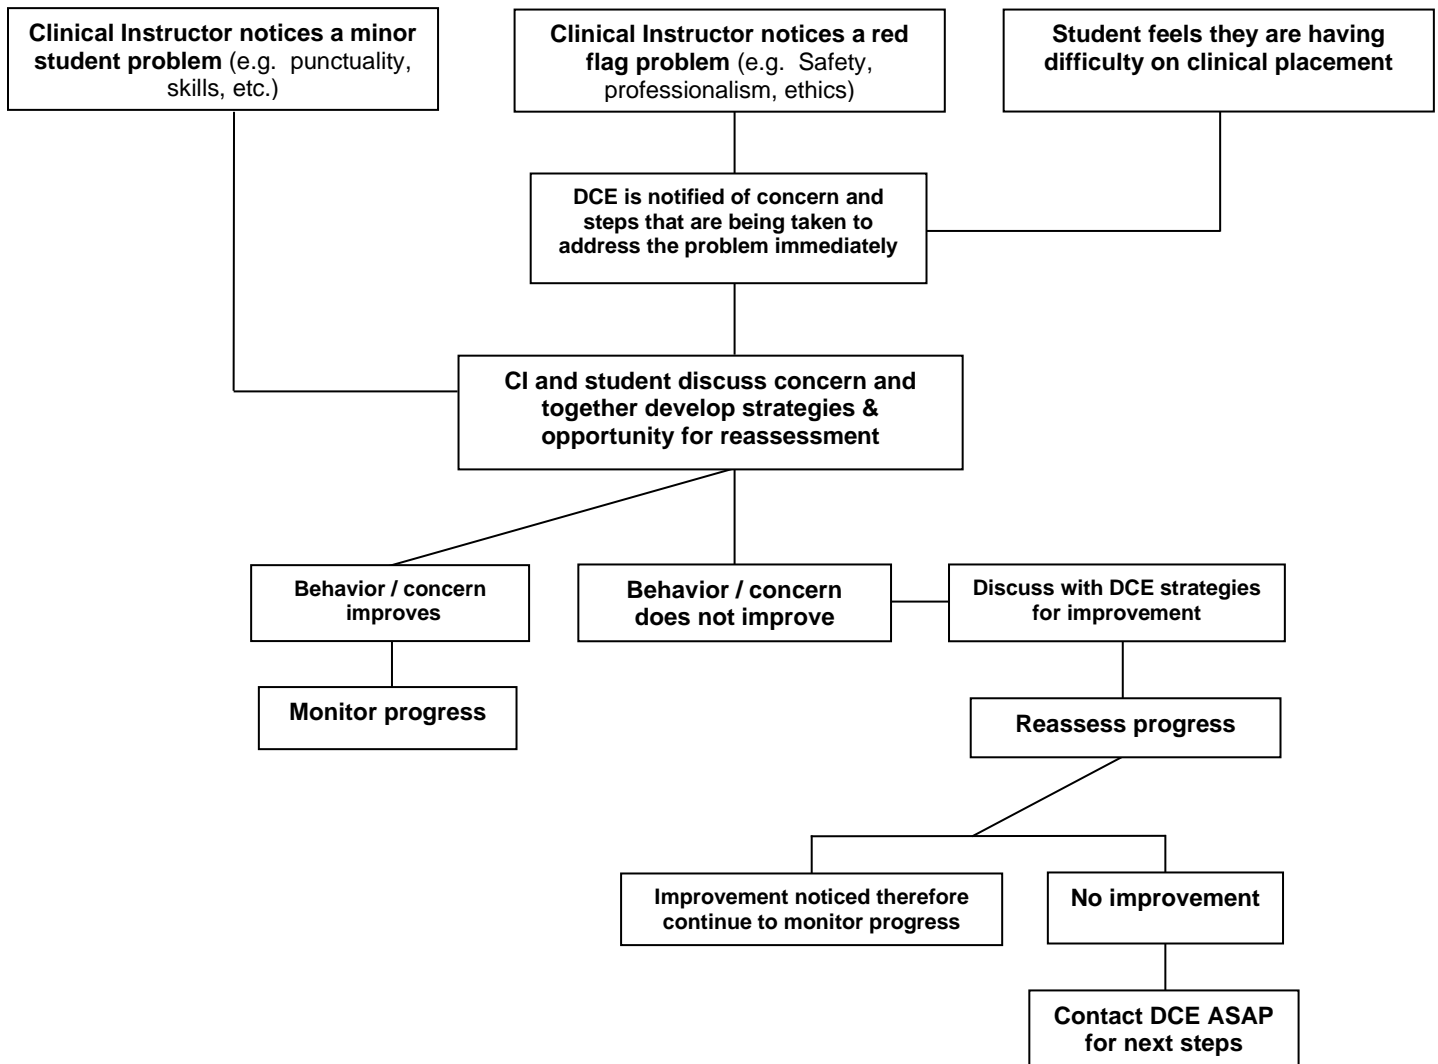 Clinical Instructor notices a minor
student problem (e.g. punctuality,
skills, etc.)
Clinical Instructor notices a red
flag problem (e.g. Safety,
professionalism, ethics)
Student feels they are having
difficulty on clinical placement
DCE is notified of concern and
steps that are being taken to
address the problem immediately
CI and student discuss concern and
together develop strategies &
opportunity for reassessment
Behavior / concern
improves
Behavior / concern
does not improve
Discuss with DCE strategies
for improvement
Monitor progress
Reassess progress
Improvement noticed therefore
continue to monitor progress
No improvement
Contact DCE ASAP
for next steps